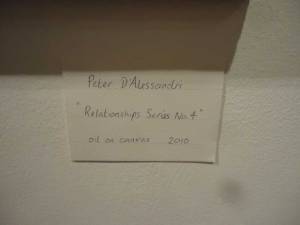 Peter D'Alessandri
"Relationships Series No.4"
oil on canvas 2010